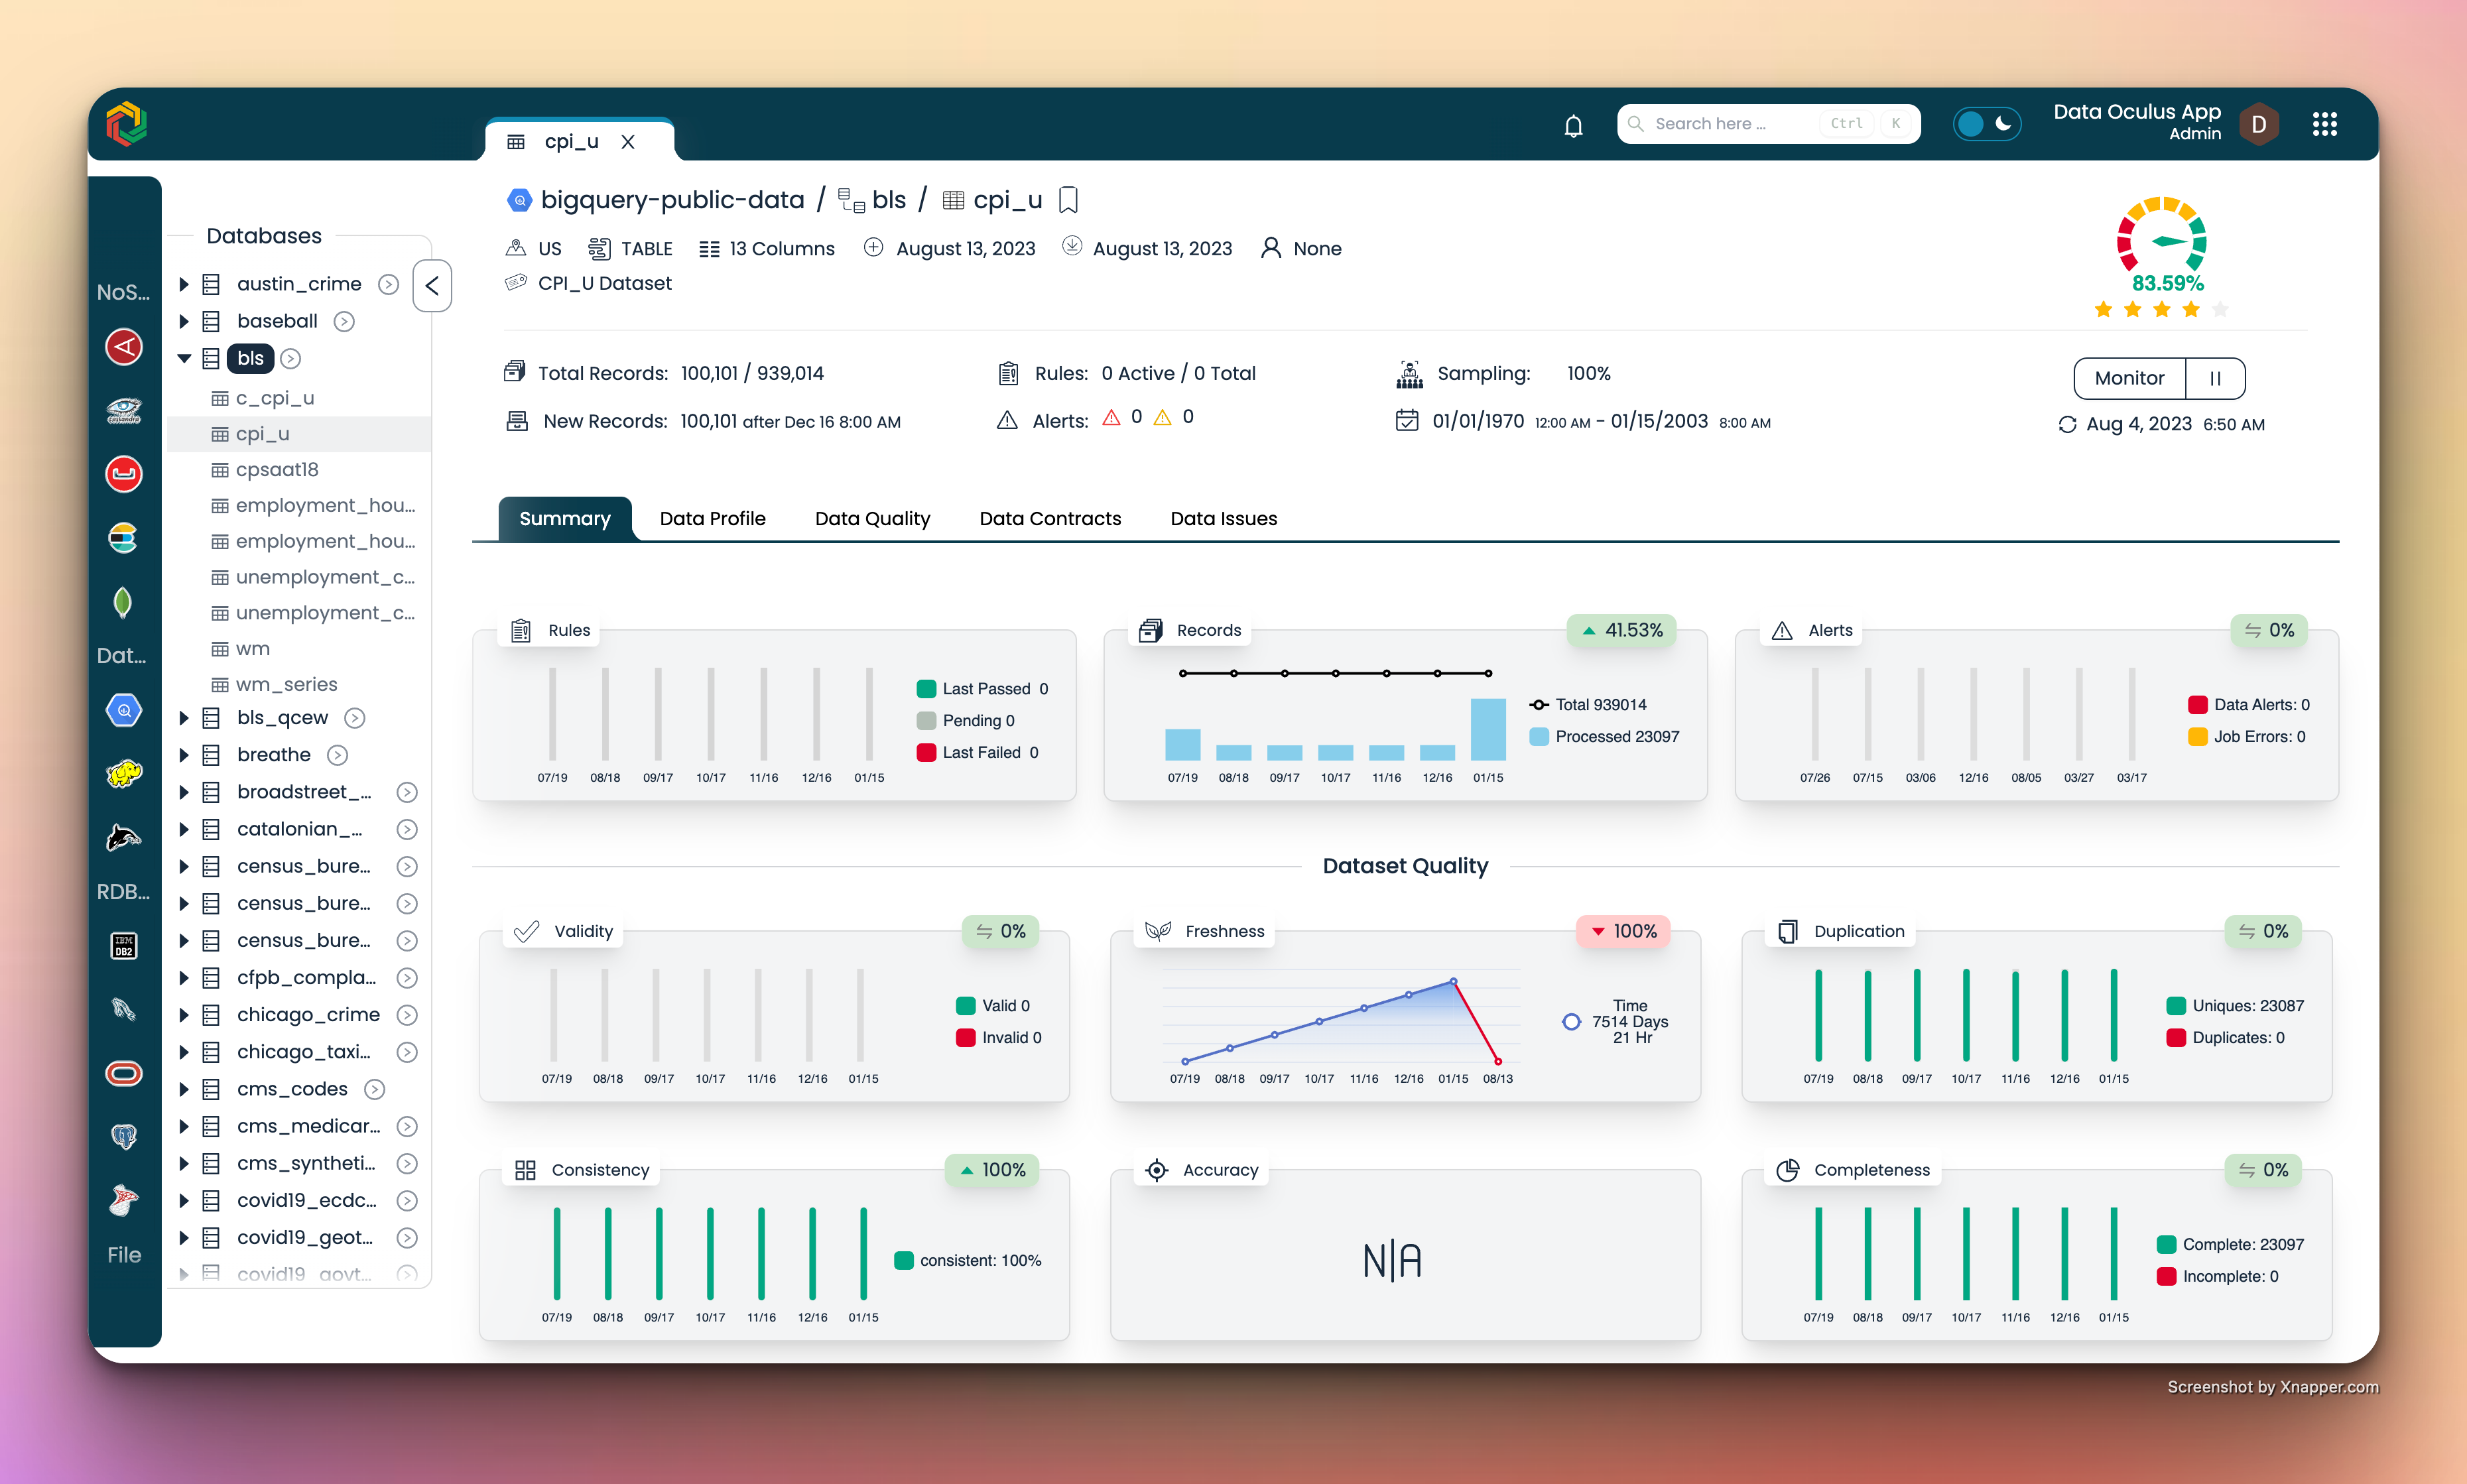 cpi_u X
Search here ... Ctrl K
Data Oculus App
Admin
D
NoS...
Dat...
RDB...
IBM
DB2
File
Databases
austin_crime
baseball
bls
c_cpi_u
cpi_u
cpsaat18
employment_hou...
employment_hou...
unemployment_c...
unemployment_c...
wm
wm_series
bls_qcew
breathe
broadstreet_...
catalonian_...
census_bure...
census_bure...
census_bure...
cfpb_compla...
chicago_crime
chicago_taxi...
cms_codes
cms_medicar...
cms_syntheti...
covid19_ecdc...
covid19_geot...
covid19_govt...
bigquery-public-data / bls / cpi_u
US TABLE 13 Columns August 13, 2023 August 13, 2023 None
CPI_U Dataset
83.59%
Total Records: 100,101 / 939,014
Rules: 0 Active / 0 Total
Sampling: 100%
Monitor
New Records: 100,101 after Dec 16 8:00 AM
Alerts: 0 0
01/01/1970 12:00 AM - 01/15/2003 8:00 AM
Aug 4, 2023 6:50 AM
Summary Data Profile Data Quality Data Contracts Data Issues
Rules
Last Passed 0
Pending 0
Last Failed 0
07/19 08/18 09/17 10/17 11/16 12/16 01/15
Records
41.53%
Total 939014
Processed 23097
07/19 08/18 09/17 10/17 11/16 12/16 01/15
Alerts
0%
Data Alerts: 0
Job Errors: 0
07/26 07/15 03/06 12/16 08/05 03/27 03/17
Dataset Quality
Validity
0%
Valid 0
Invalid 0
07/19 08/18 09/17 10/17 11/16 12/16 01/15
Freshness
100%
Time
7514 Days
21 Hr
07/19 08/18 09/17 10/17 11/16 12/16 01/15 08/13
Duplication
0%
Uniques: 23087
Duplicates: 0
07/19 08/18 09/17 10/17 11/16 12/16 01/15
Consistency
100%
consistent: 100%
07/19 08/18 09/17 10/17 11/16 12/16 01/15
Accuracy
N|A
Completeness
0%
Complete: 23097
Incomplete: 0
07/19 08/18 09/17 10/17 11/16 12/16 01/15
Screenshot by Xnapper.com